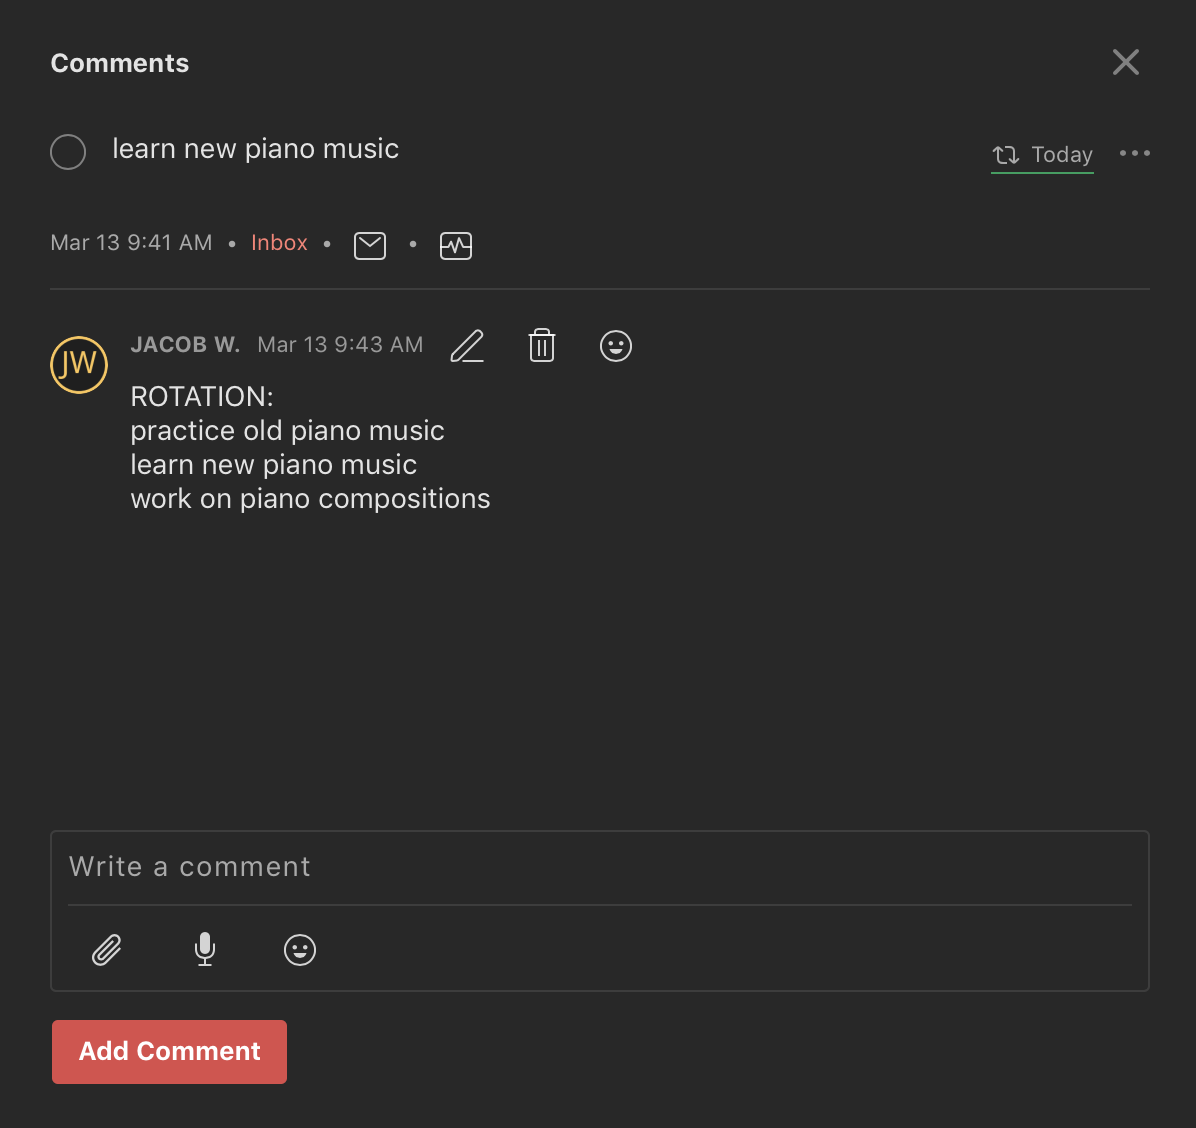 Comments
learn new piano music
Today
Mar 13 9:41 AM • Inbox • •
JW
JACOB W. Mar 13 9:43 AM
ROTATION:
practice old piano music
learn new piano music
work on piano compositions
Write a comment
Add Comment